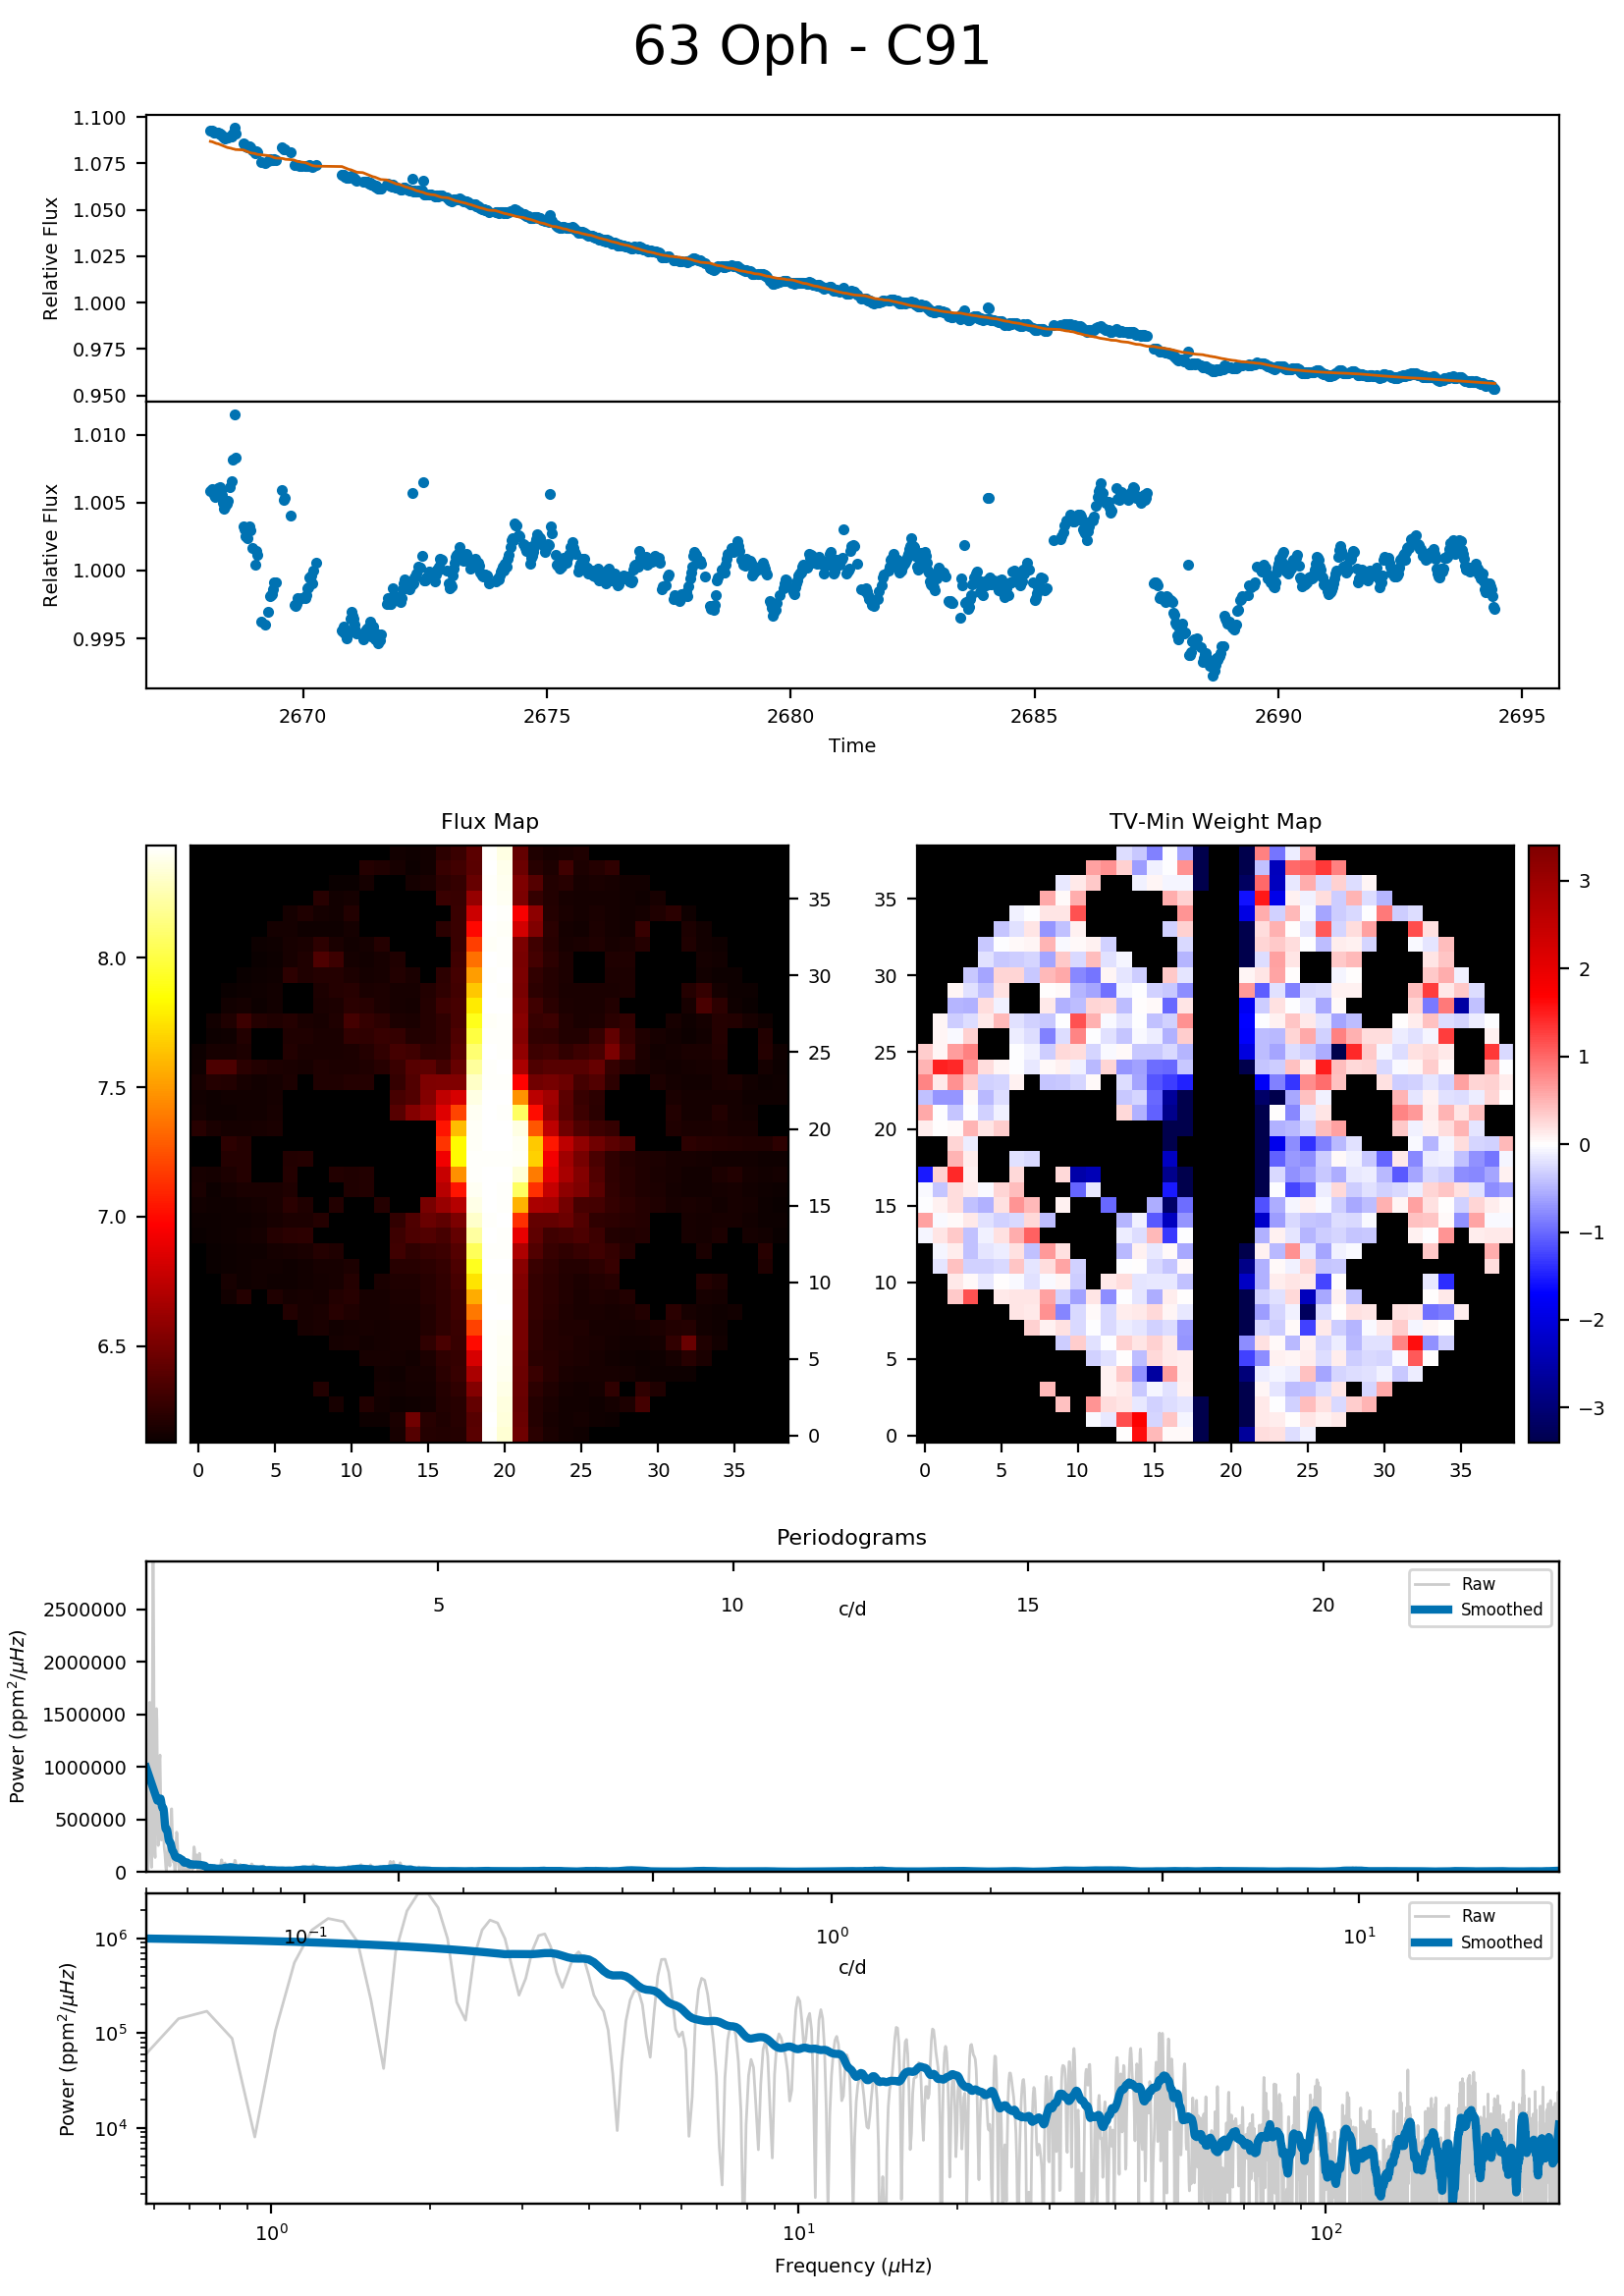 63 Oph - C91
1.100
1.075
1.050
1.025
1.000
0.975
0.950
Relative Flux
1.010
1.005
1.000
0.995
Relative Flux
2670 2675 2680 2685 2690 2695
Time
Flux Map
8.0
7.5
7.0
6.5
35
30
25
20
15
10
5
0
0 5 10 15 20 25 30 35
TV-Min Weight Map
35
30
25
20
15
10
5
0
0 5 10 15 20 25 30 35
3
2
1
0
−1
−2
−3
Periodograms
5 10 15 20
c/d
Raw
Smoothed
2500000
2000000
1500000
1000000
500000
0
Power (ppm²/μHz)
10⁻¹ 10⁰ 10¹
c/d
Raw
Smoothed
10⁶
10⁵
10⁴
Power (ppm²/μHz)
10⁰ 10¹ 10²
Frequency (μHz)